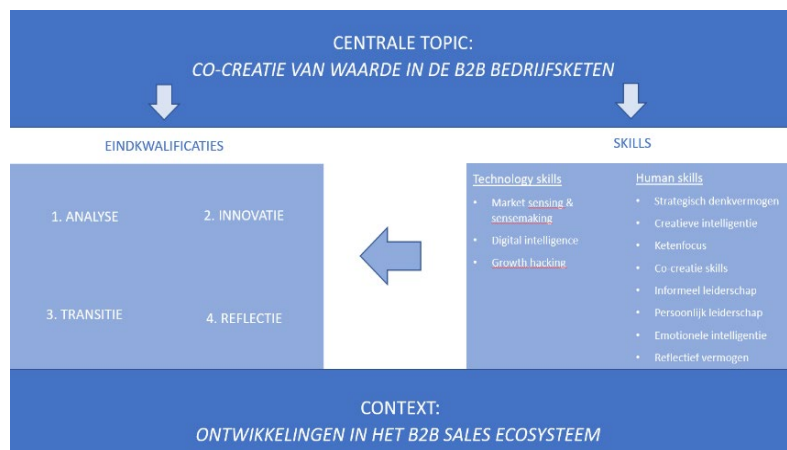 CENTRALE TOPIC:
CO-CREATIE VAN WAARDE IN DE B2B BEDRIJFSKETEN
EINDKWALIFICATIES
1. ANALYSE
2. INNOVATIE
3. TRANSITIE
4. REFLECTIE
SKILLS
Technology skills
• Market sensing &
sensemaking
• Digital intelligence
• Growth hacking
Human skills
• Strategisch denkvermogen
• Creatieve intelligentie
• Ketenfocus
• Co-creatie skills
• Informeel leiderschap
• Persoonlijk leiderschap
• Emotionele intelligentie
• Reflectief vermogen
CONTEXT:
ONTWIKKELINGEN IN HET B2B SALES ECOSYSTEEM